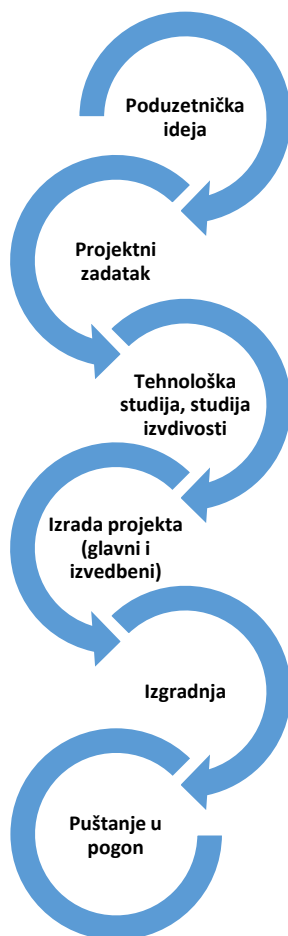 Poduzetnička
ideja
Projektni
zadatak
Tehnološka
studija, studija
izvdivosti
Izrada projekta
(glavni i
izvedbeni)
Izgradnja
Puštanje u
pogon